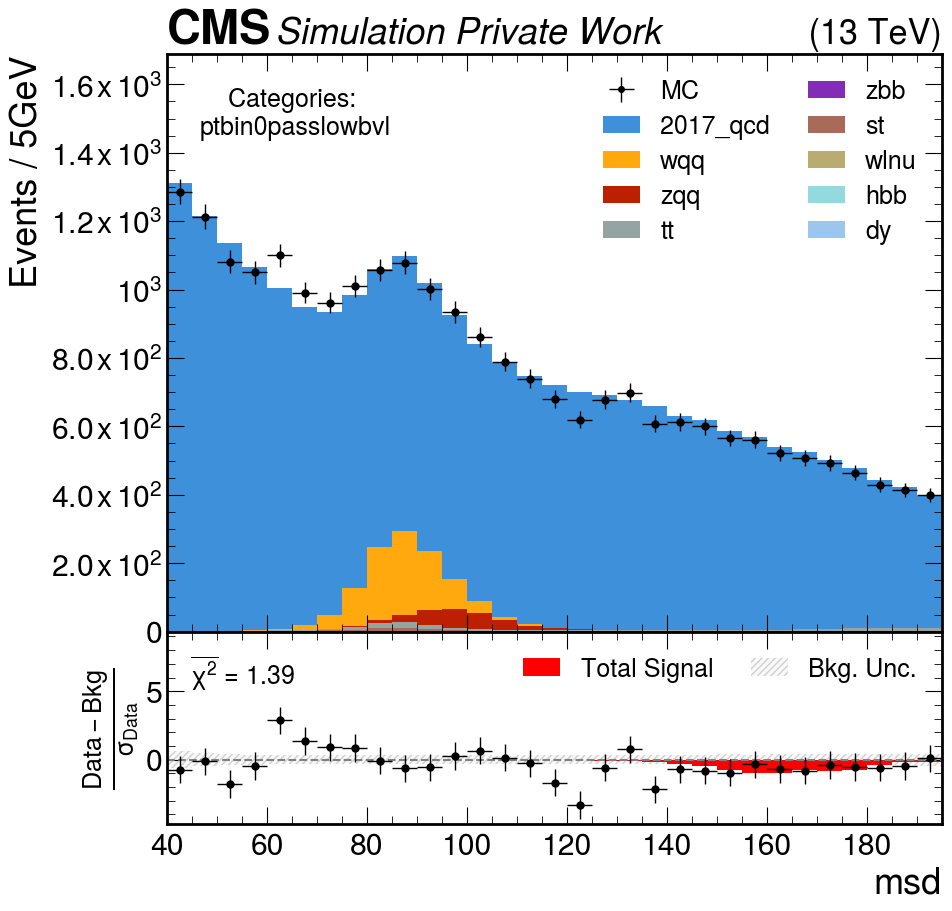 CMS Simulation Private Work (13 TeV)
Events / 5GeV
1.6 x 10³
1.4 x 10³
1.2 x 10³
10³
8.0 x 10²
6.0 x 10²
4.0 x 10²
2.0 x 10²
0
Categories:
ptbin0passlowbvl
MC
2017_qcd
wqq
zqq
tt
zbb
st
wlnu
hbb
dy
Data − Bkg
σ_Data
5
0
χ² = 1.39
Total Signal
Bkg. Unc.
40 60 80 100 120 140 160 180
msd